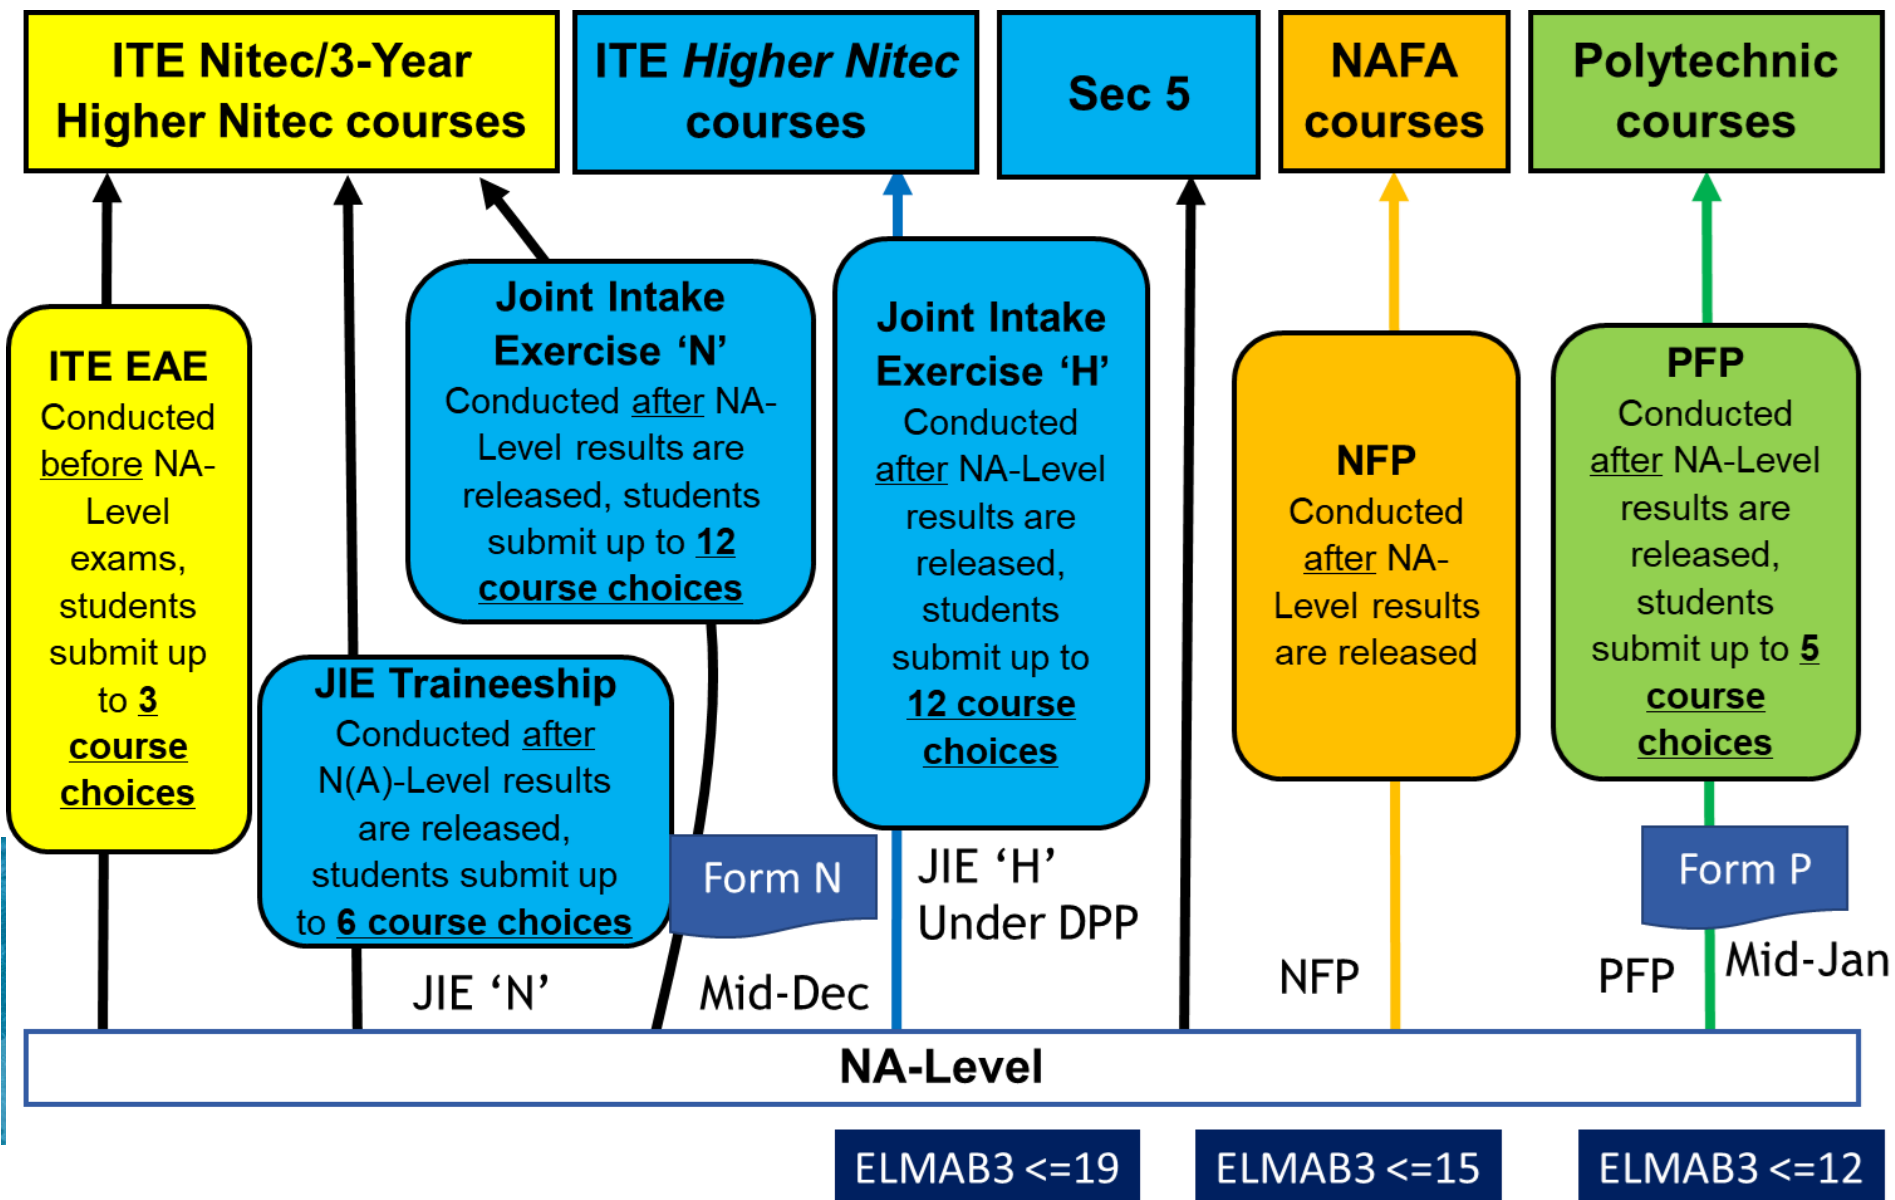 ITE Nitec/3-Year
Higher Nitec courses
ITE Higher Nitec
courses
Sec 5
NAFA
courses
Polytechnic
courses
ITE EAE
Conducted
before NA-
Level
exams,
students
submit up
to 3
course
choices
JIE Traineeship
Conducted after
N(A)-Level results
are released,
students submit up
to 6 course choices
Joint Intake
Exercise ‘N’
Conducted after NA-
Level results are
released, students
submit up to 12
course choices
Joint Intake
Exercise ‘H’
Conducted
after NA-Level
results are
released,
students
submit up to
12 course
choices
NFP
Conducted
after NA-
Level results
are released
PFP
Conducted
after NA-Level
results are
released,
students
submit up to 5
course
choices
Form N
JIE ‘H’
Under DPP
Form P
JIE ‘N’
Mid-Dec
NFP
PFP
Mid-Jan
NA-Level
ELMAB3 <=19
ELMAB3 <=15
ELMAB3 <=12